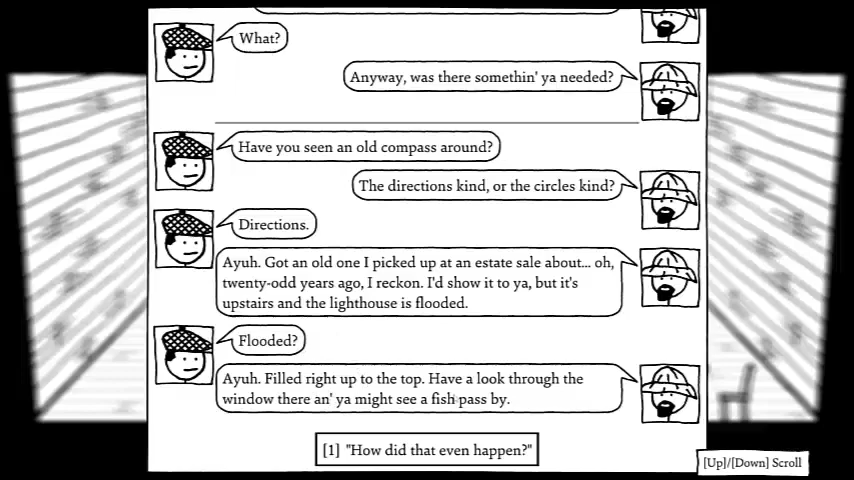 What?
Anyway, was there somethin' ya needed?
Have you seen an old compass around?
The directions kind, or the circles kind?
Directions.
Ayuh. Got an old one I picked up at an estate sale about... oh,
twenty-odd years ago, I reckon. I'd show it to ya, but it's
upstairs and the lighthouse is flooded.
Flooded?
Ayuh. Filled right up to the top. Have a look through the
window there an' ya might see a fish pass by.
[1] "How did that even happen?"
[Up]/[Down] Scroll